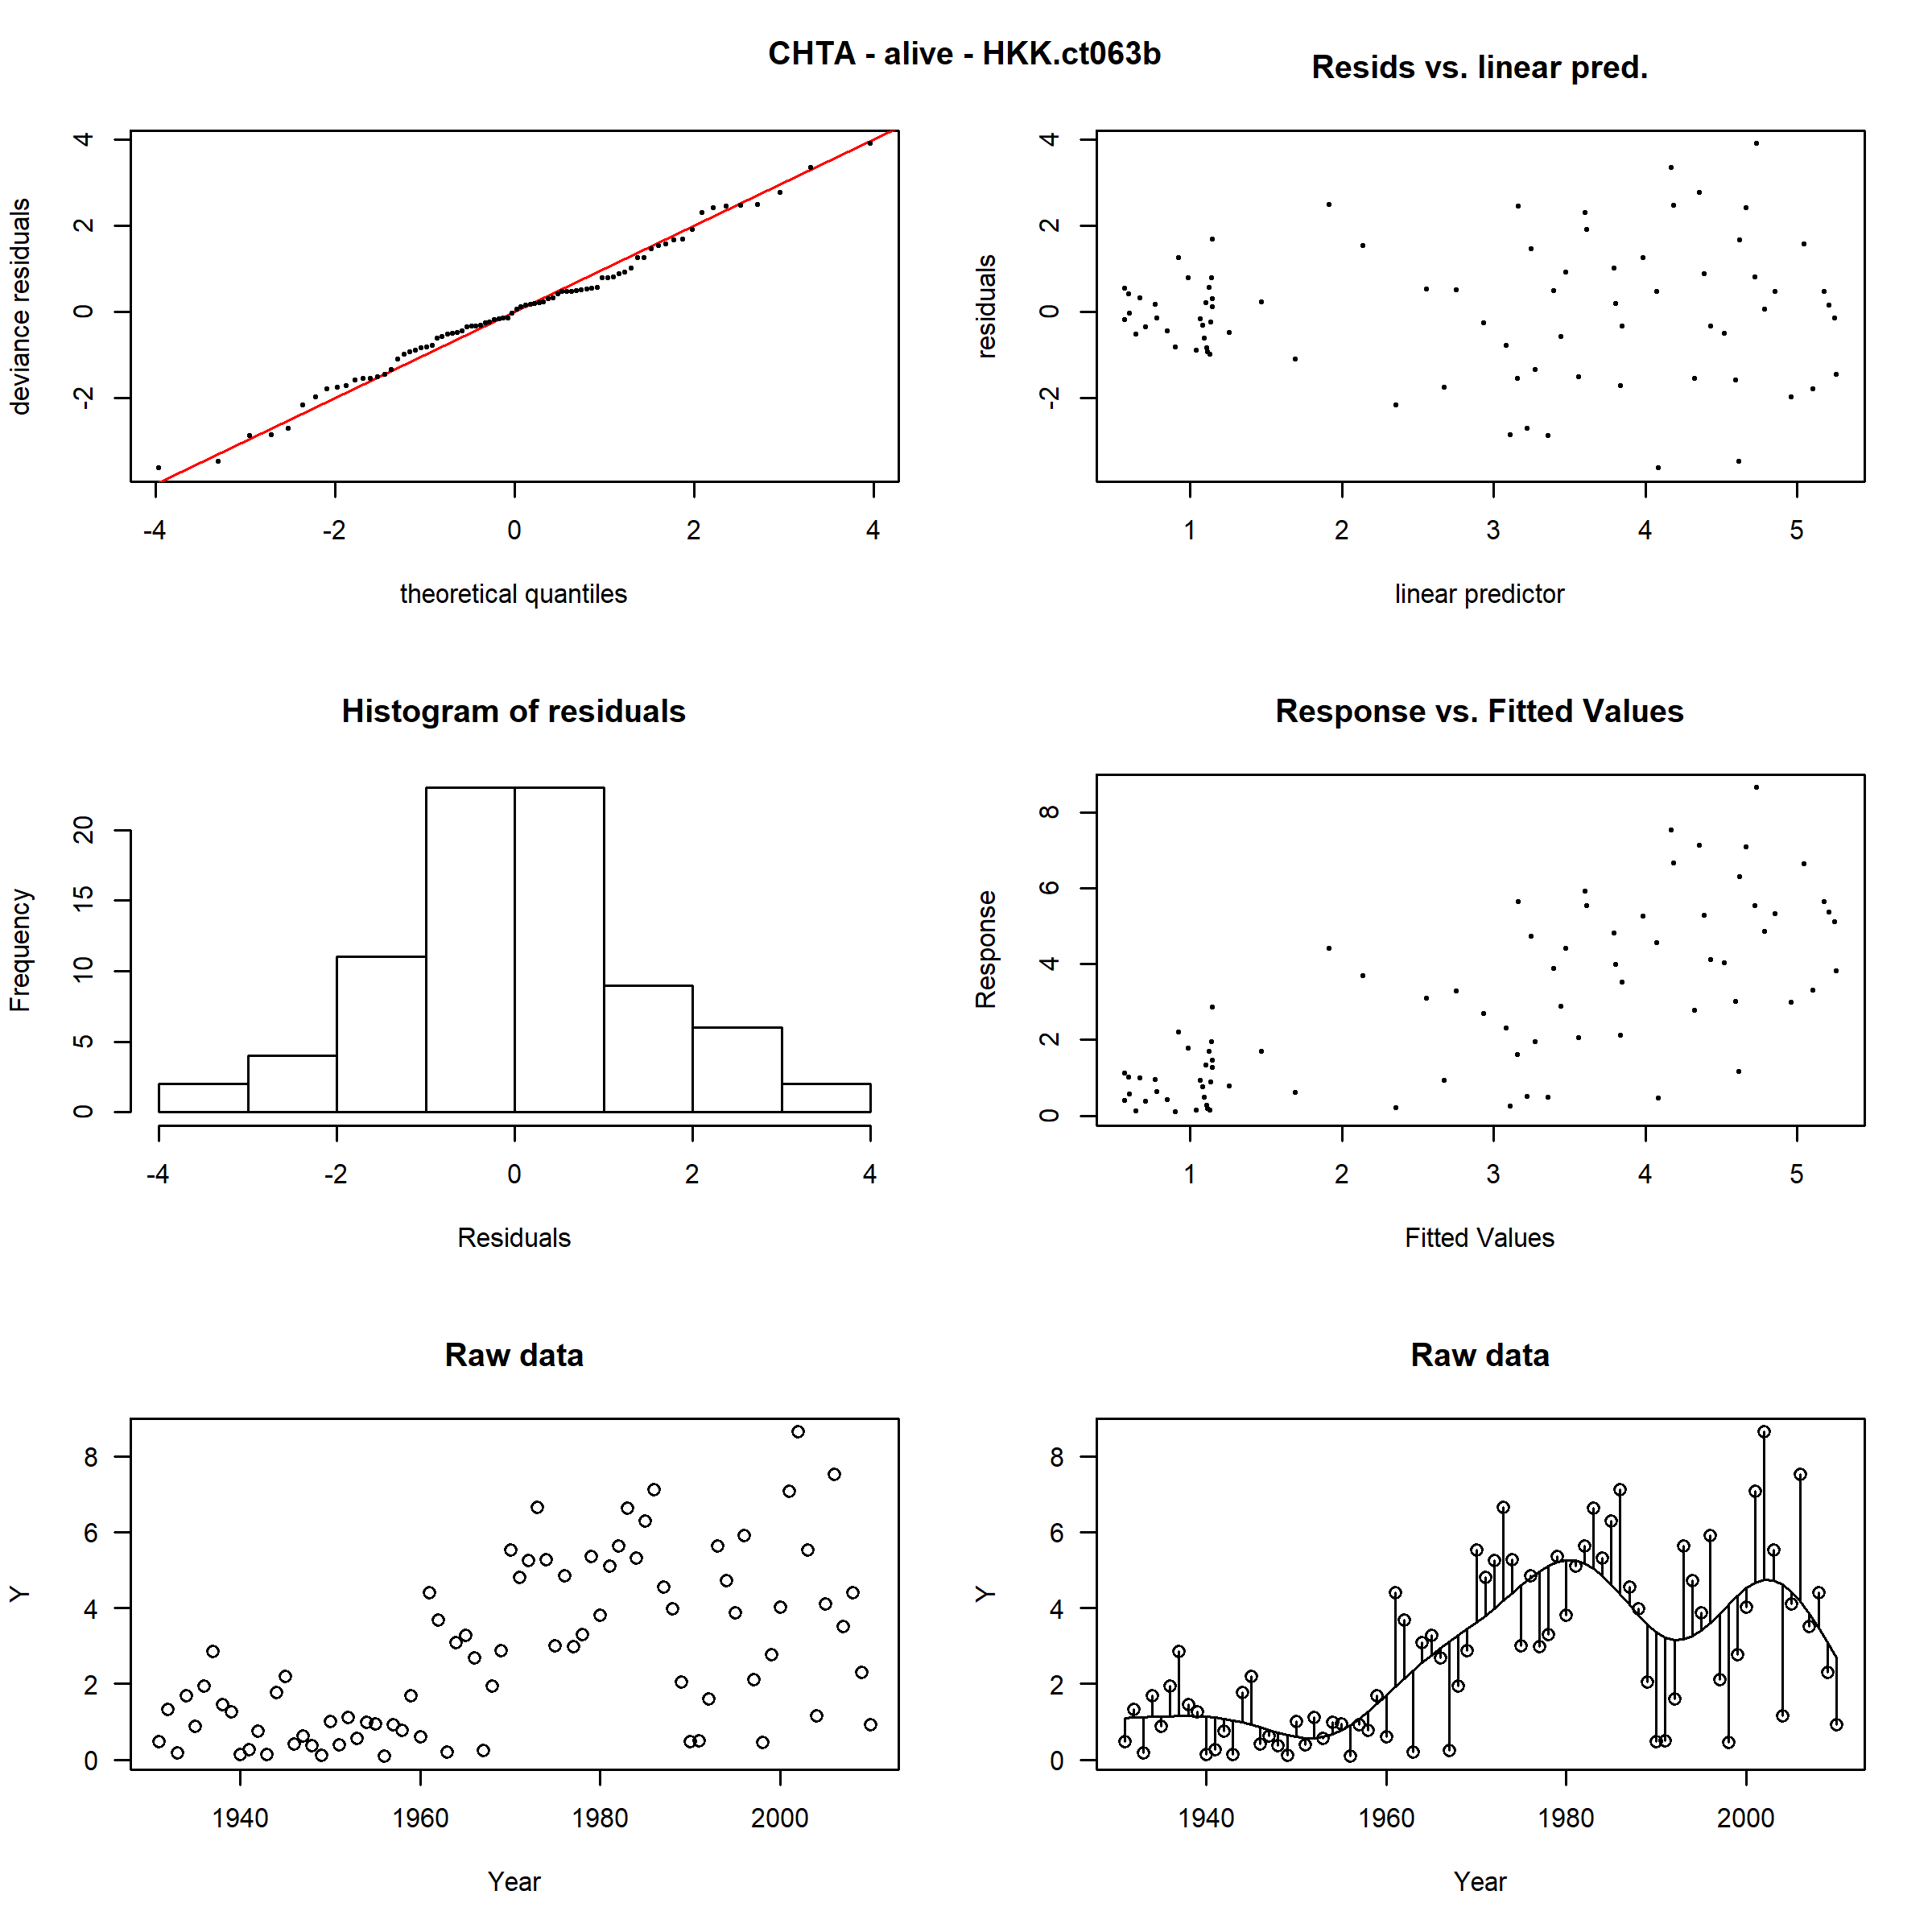 CHTA - alive - HKK.ct063b
Resids vs. linear pred.
deviance residuals
4
2
0
-2
-4 -2 0 2 4
theoretical quantiles
residuals
4
2
0
-2
1 2 3 4 5
linear predictor
Histogram of residuals
Frequency
20
15
10
5
0
-4 -2 0 2 4
Residuals
Response vs. Fitted Values
Response
8
6
4
2
0
1 2 3 4 5
Fitted Values
Raw data
Y
8
6
4
2
0
1940 1960 1980 2000
Year
Raw data
Y
8
6
4
2
0
1940 1960 1980 2000
Year